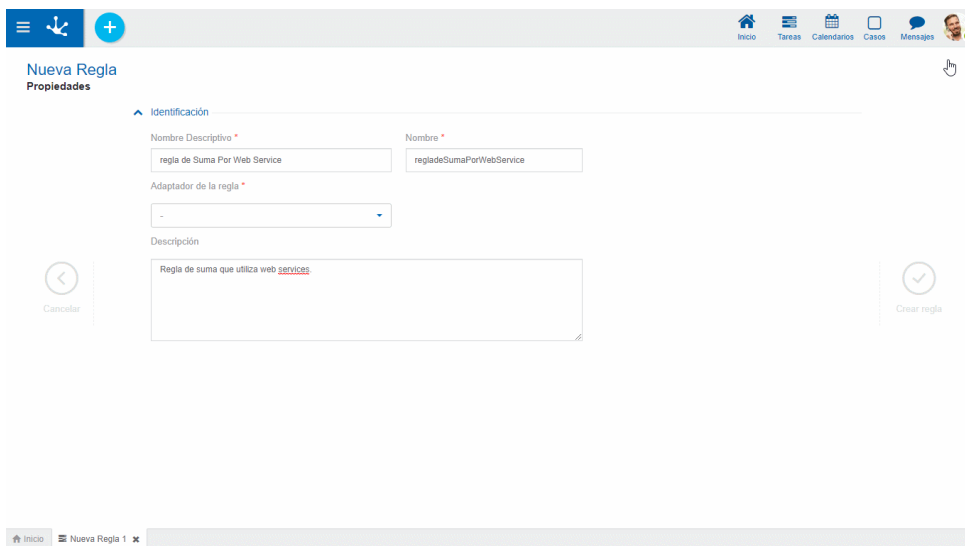 Inicio
Tareas
Calendarios
Casos
Mensajes
Nueva Regla
Propiedades
Identificación
Nombre Descriptivo *
Nombre *
regla de Suma Por Web Service
regladeSumaPorWebService
Adaptador de la regla *
-
Descripción
Regla de suma que utiliza web services.
Cancelar
Crear regla
Inicio
Nueva Regla 1